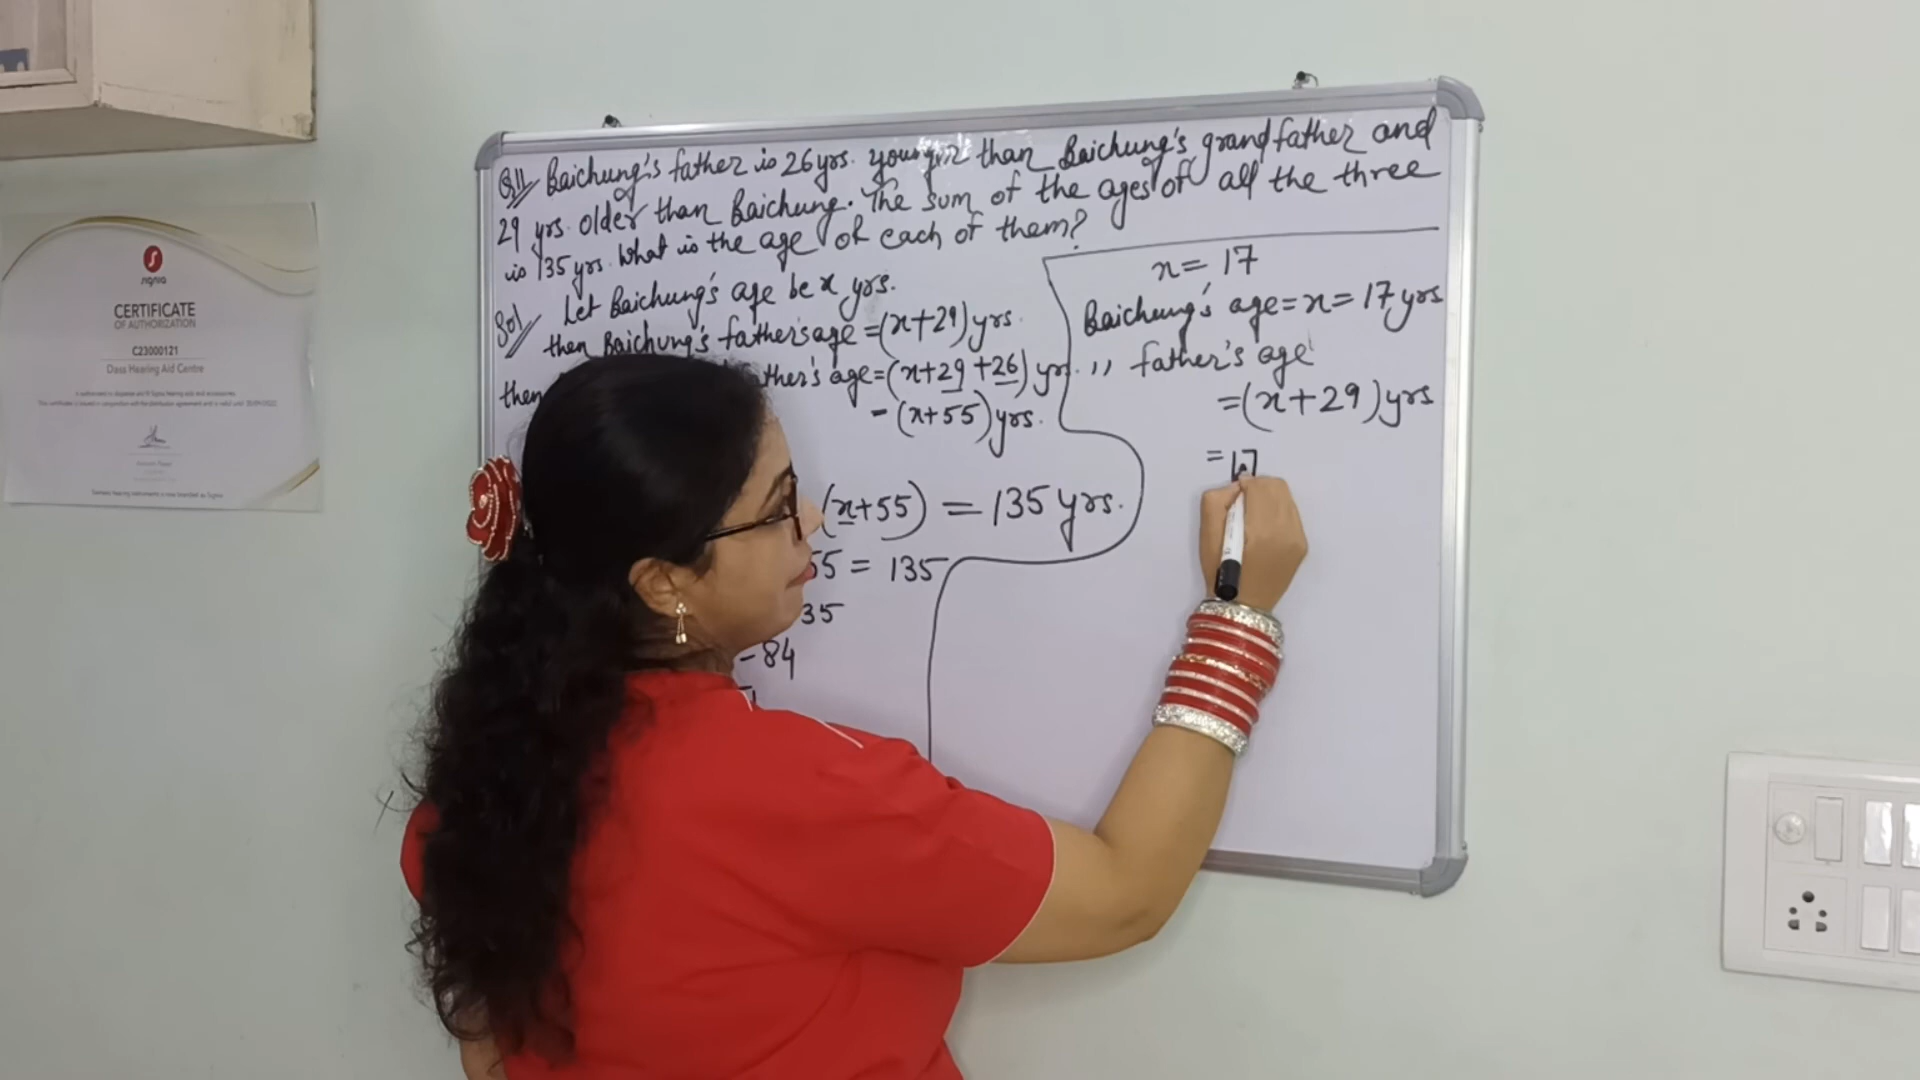 Q11 Baichung's father is 26 yrs. younger than Baichung's grandfather and
29 yrs. older than Baichung. The sum of the ages of all the three
is 135 yrs. What is the age of each of them?
Sol Let Baichung's age be x yrs.
then Baichung's father's age = (x+29) yrs.
then father's age = (x+29+26) yrs.
= (x+55) yrs.
(x+55) = 135 yrs.
55 = 135
35
-84
x = 17
Baichung's age = x = 17 yrs
,, father's age
= (x+29) yrs
= 17
signia
CERTIFICATE
OF AUTHORIZATION
C23000121
Dass Hearing Aid Centre